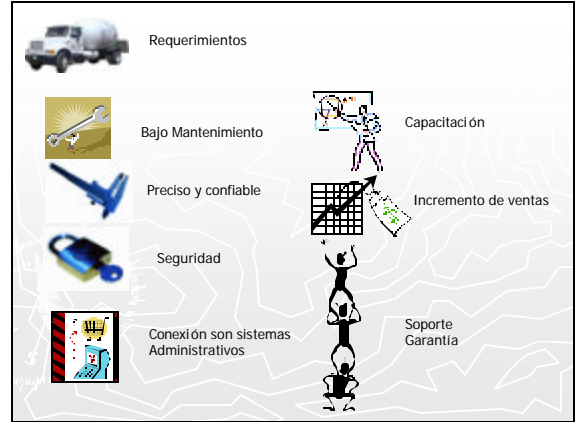 Requerimientos
Bajo Mantenimiento
Preciso y confiable
Seguridad
Conexión son sistemas
Administrativos
Capacitación
Incremento de ventas
Soporte
Garantía